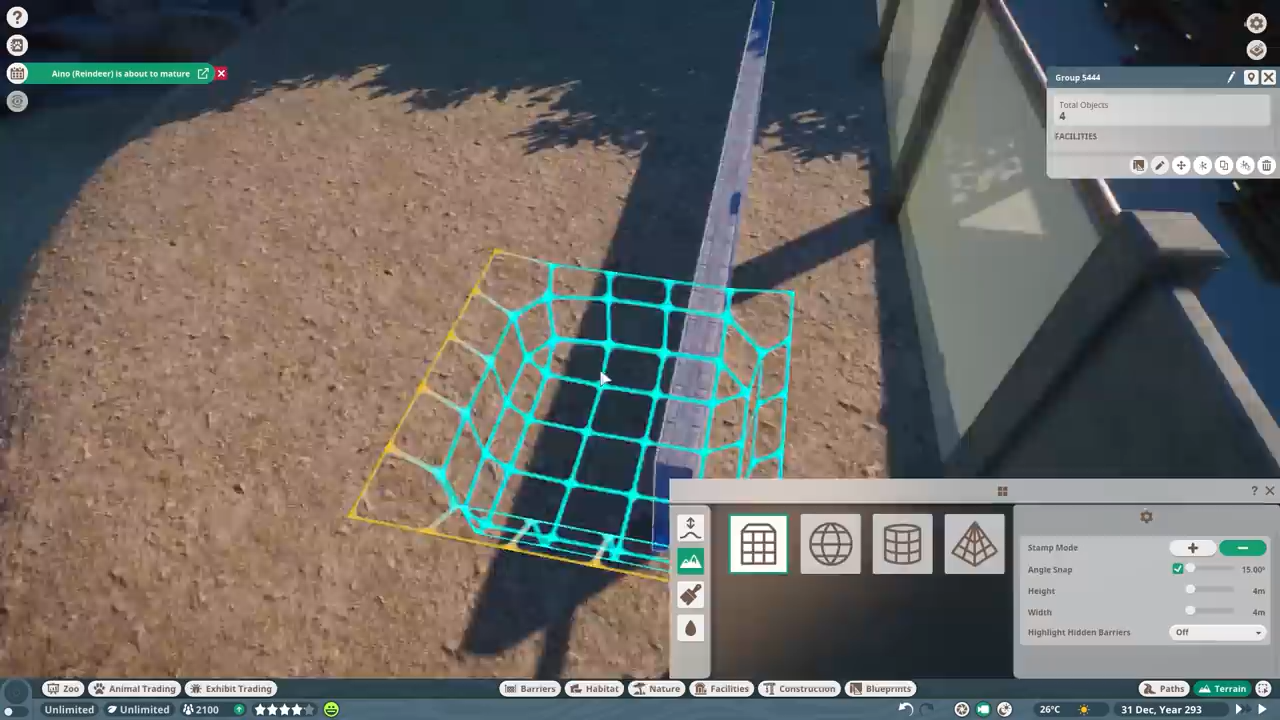 ?
Aino (Reindeer) is about to mature
Group 5444
Total Objects
4
FACILITIES
?
Stamp Mode
Angle Snap 15.00°
Height 4m
Width 4m
Highlight Hidden Barriers Off
Zoo Animal Trading Exhibit Trading Barriers Habitat Nature Facilities Construction Blueprints Paths Terrain
Unlimited Unlimited 2100 26°C 31 Dec, Year 293